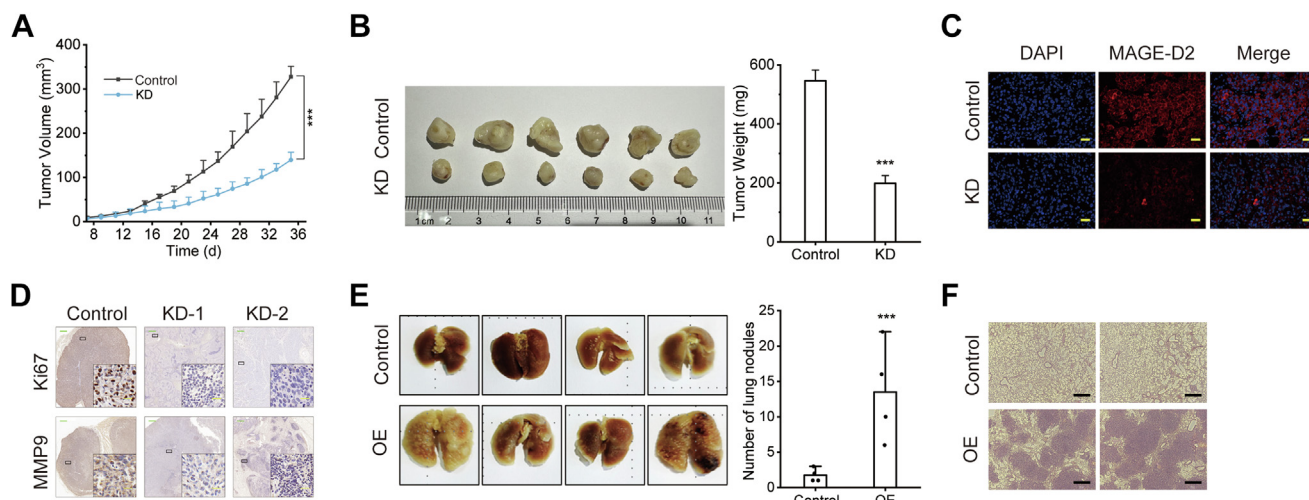 A
Tumor Volume (mm³)
400
300
200
100
0
Control
KD
***
8 12 16 20 24 28 32 36
Time (d)
B
Control
KD
1 cm 2 3 4 5 6 7 8 9 10 11
Tumor Weight (mg)
600
400
200
0
***
Control KD
C
DAPI MAGE-D2 Merge
Control
KD
D
Control KD-1 KD-2
Ki67
MMP9
E
Control
OE
Number of lung nodules
25
20
15
10
5
0
***
Control OE
F
Control
OE